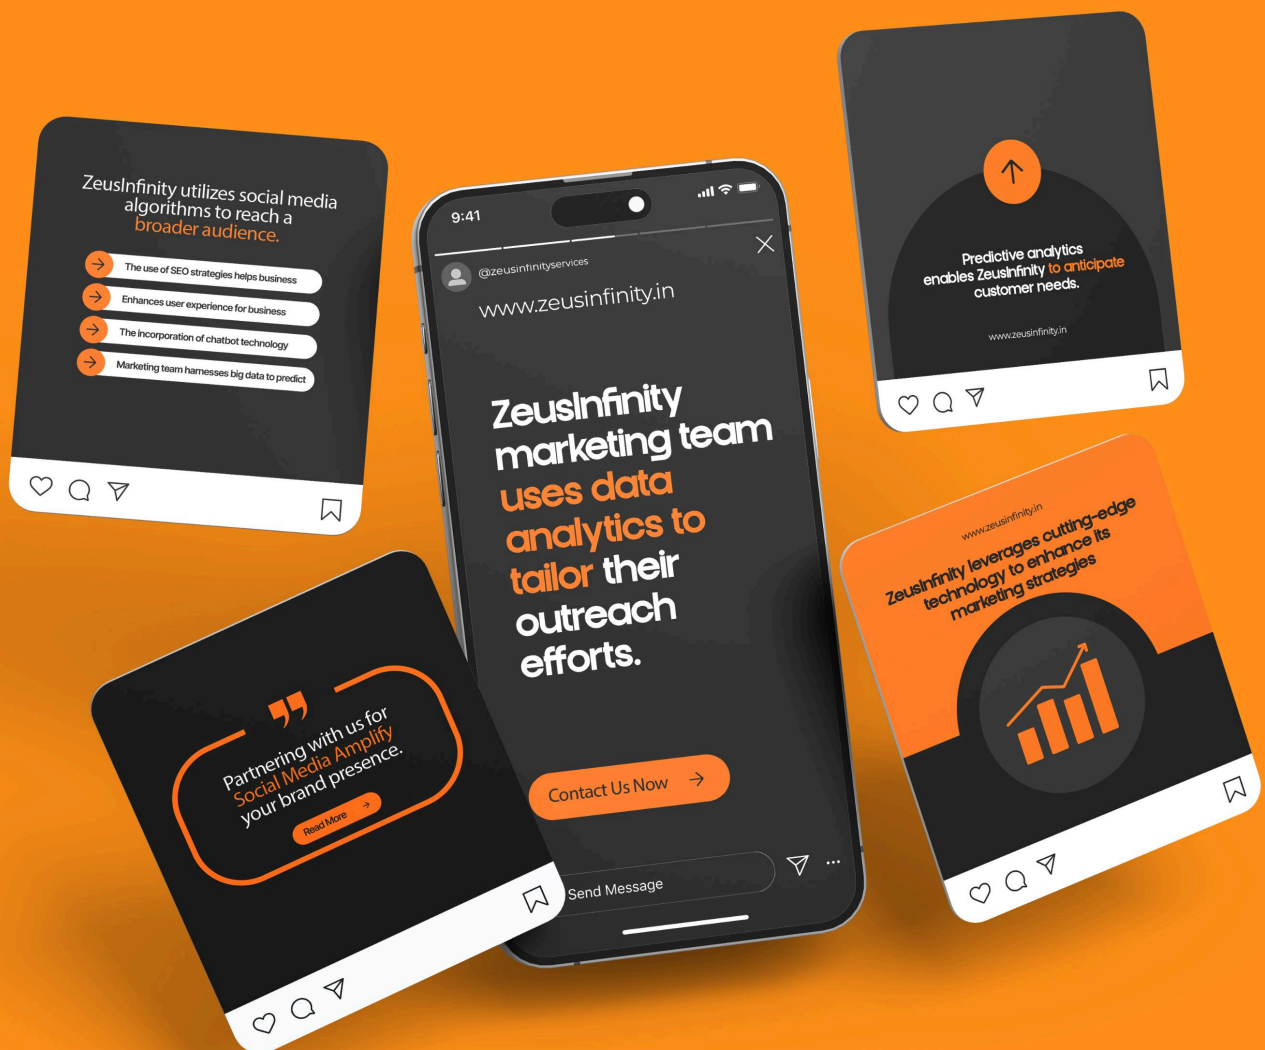 ZeusInfinity utilizes social media
algorithms to reach a
broader audience.
The use of SEO strategies helps business
Enhances user experience for business
The incorporation of chatbot technology
Marketing team harnesses big data to predict
9:41
@zeusinfinityservices
www.zeusinfinity.in
ZeusInfinity
marketing team
uses data
analytics to
tailor their
outreach
efforts.
Contact Us Now
Send Message
Predictive analytics
enables ZeusInfinity to anticipate
customer needs.
www.zeusinfinity.in
www.zeusinfinity.in
ZeusInfinity leverages cutting-edge
technology to enhance its
marketing strategies
Partnering with us for
Social Media Amplify
your brand presence.
Read More